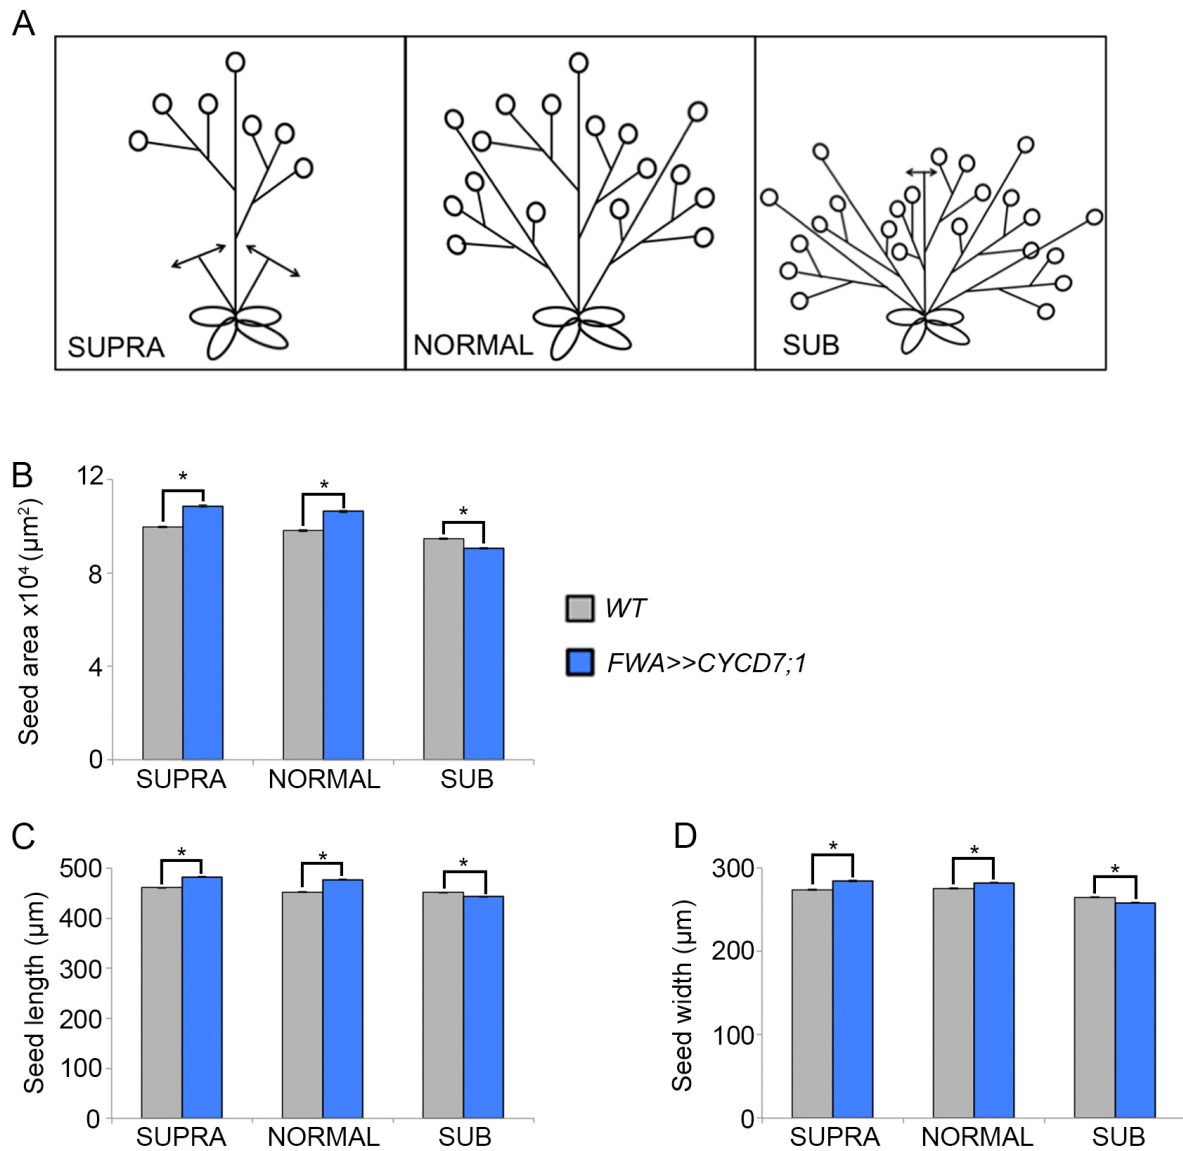 A
SUPRA
NORMAL
SUB
B
Seed area x10⁴ (µm²)
12
8
4
0
*
*
*
SUPRA
NORMAL
SUB
WT
FWA>>CYCD7;1
C
Seed length (µm)
500
400
300
200
100
0
*
*
*
SUPRA
NORMAL
SUB
D
Seed width (µm)
300
200
100
0
*
*
*
SUPRA
NORMAL
SUB